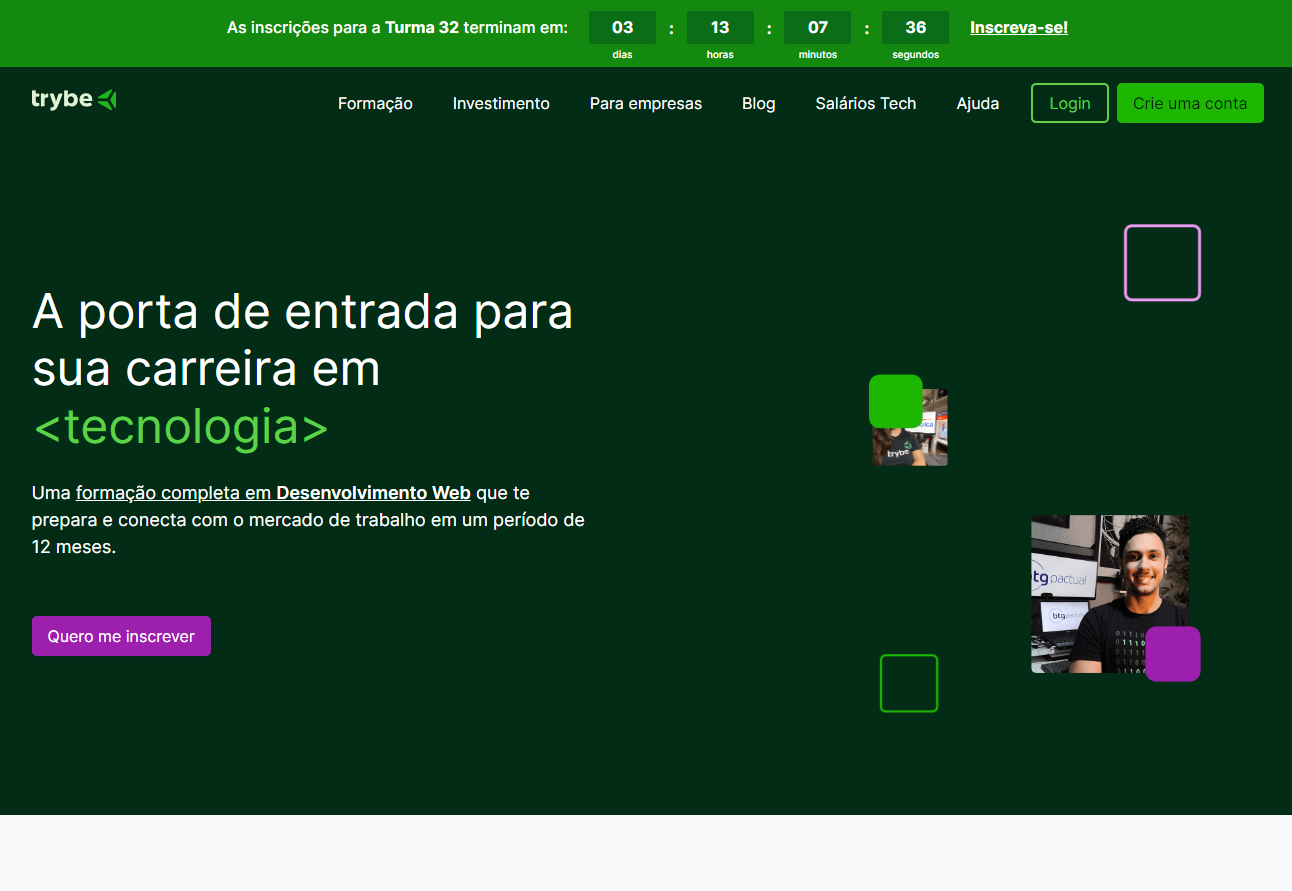 As inscrições para a Turma 32 terminam em: 03 : 13 : 07 : 36 Inscreva-se!
dias horas minutos segundos
trybe Formação Investimento Para empresas Blog Salários Tech Ajuda Login Crie uma conta
A porta de entrada para
sua carreira em
<tecnologia>
Uma formação completa em Desenvolvimento Web que te
prepara e conecta com o mercado de trabalho em um período de
12 meses.
Quero me inscrever
trybe
btg pactual
btg pactual